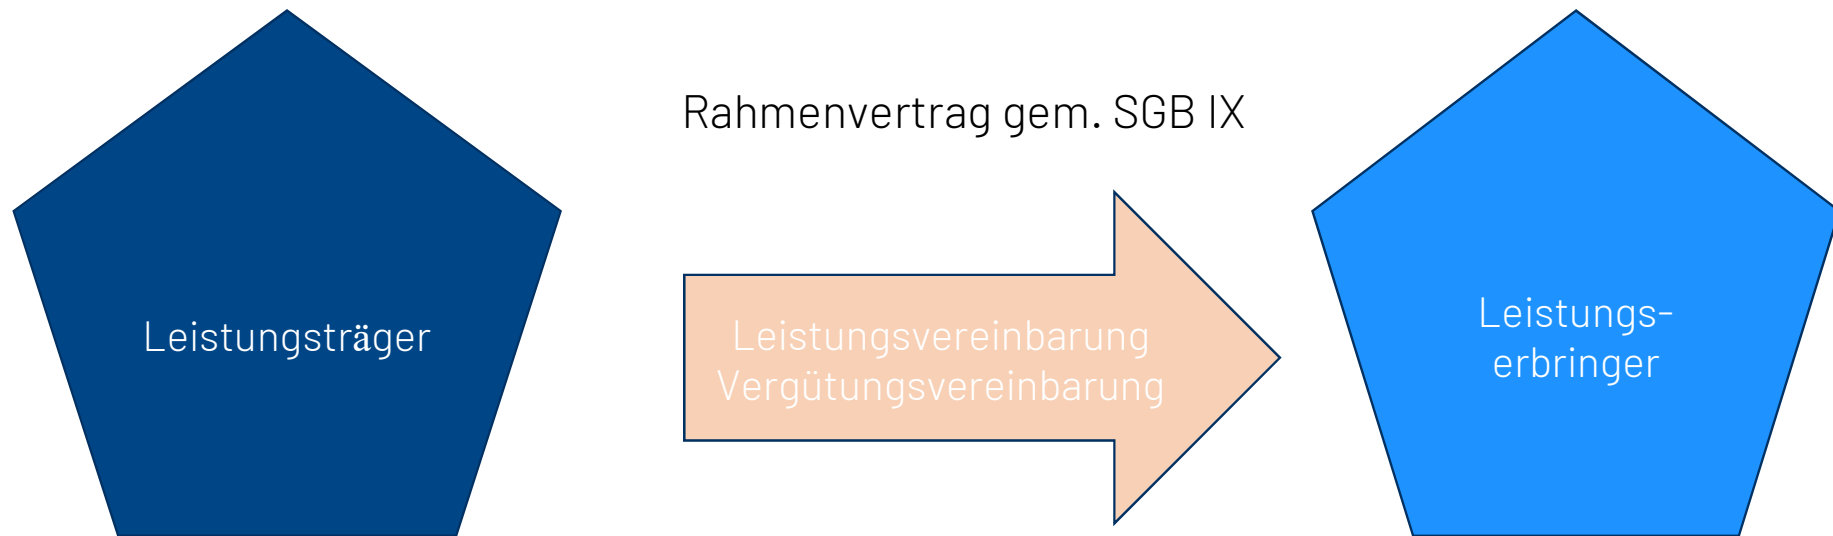 Rahmenvertrag gem. SGB IX
Leistungsträger
Leistungsvereinbarung
Vergütungsvereinbarung
Leistungs-
erbringer